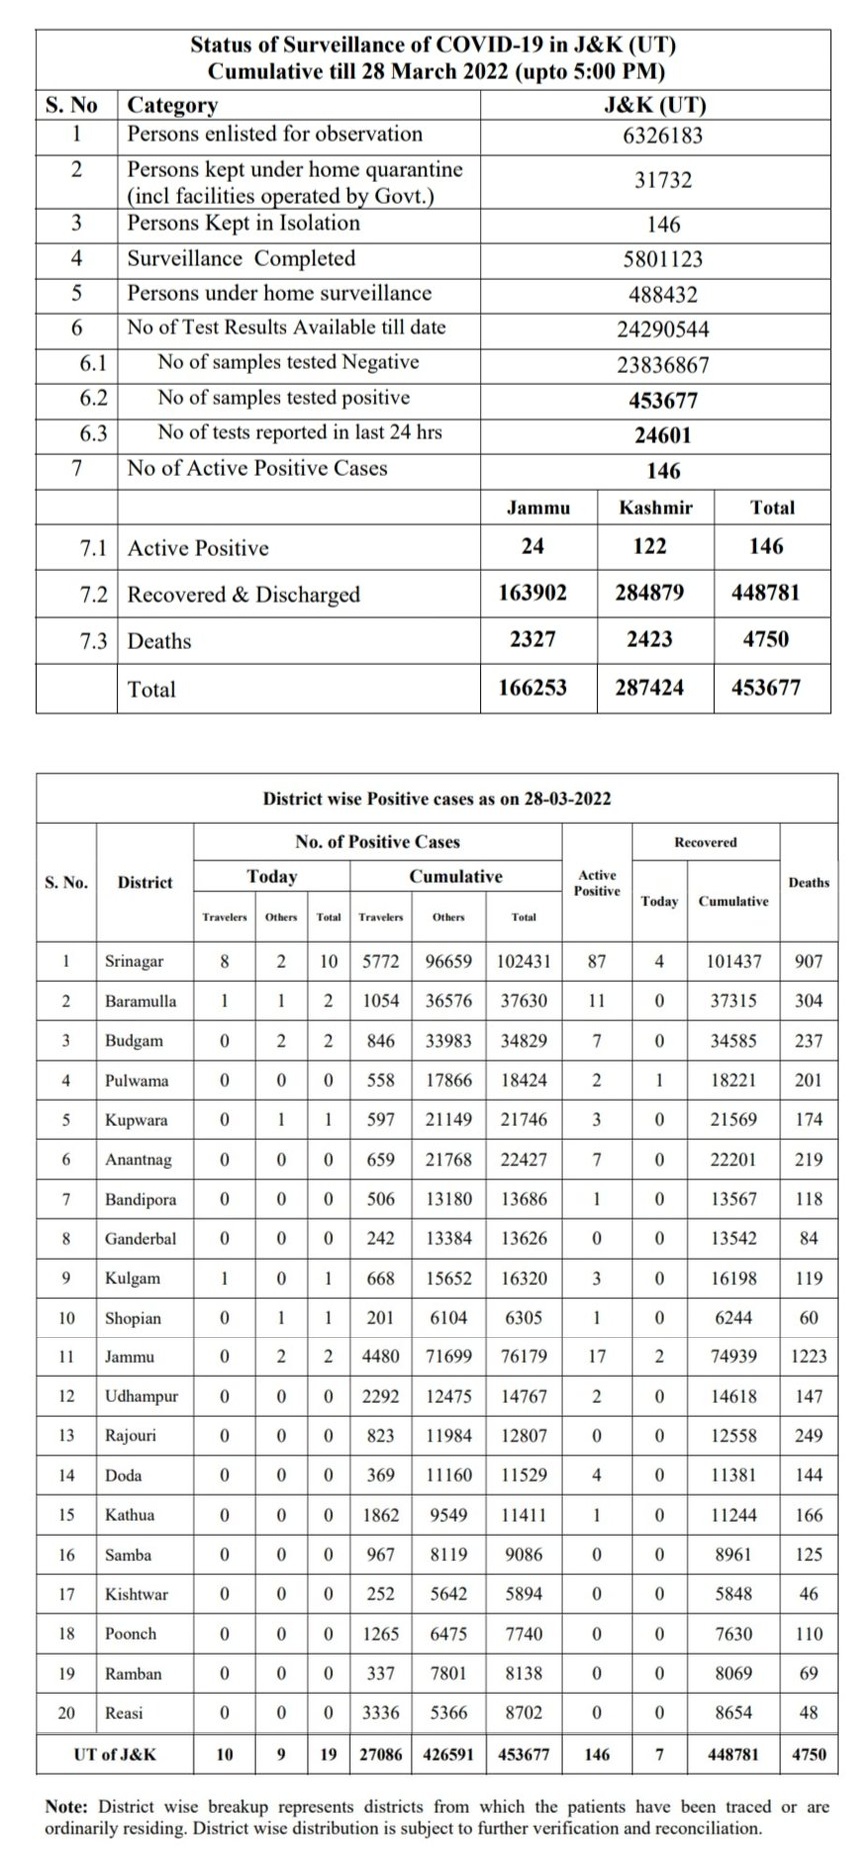 Status of Surveillance of COVID-19 in J&K (UT)
Cumulative till 28 March 2022 (upto 5:00 PM)
S. No Category J&K (UT)
1 Persons enlisted for observation 6326183
2 Persons kept under home quarantine (incl facilities operated by Govt.) 31732
3 Persons Kept in Isolation 146
4 Surveillance Completed 5801123
5 Persons under home surveillance 488432
6 No of Test Results Available till date 24290544
6.1 No of samples tested Negative 23836867
6.2 No of samples tested positive 453677
6.3 No of tests reported in last 24 hrs 24601
7 No of Active Positive Cases 146
Jammu Kashmir Total
7.1 Active Positive 24 122 146
7.2 Recovered & Discharged 163902 284879 448781
7.3 Deaths 2327 2423 4750
Total 166253 287424 453677
District wise Positive cases as on 28-03-2022
S. No. District No. of Positive Cases Active Positive Recovered Deaths
Today Cumulative Today Cumulative
Travelers Others Total Travelers Others Total
1 Srinagar 8 2 10 5772 96659 102431 87 4 101437 907
2 Baramulla 1 1 2 1054 36576 37630 11 0 37315 304
3 Budgam 0 2 2 846 33983 34829 7 0 34585 237
4 Pulwama 0 0 0 558 17866 18424 2 1 18221 201
5 Kupwara 0 1 1 597 21149 21746 3 0 21569 174
6 Anantnag 0 0 0 659 21768 22427 7 0 22201 219
7 Bandipora 0 0 0 506 13180 13686 1 0 13567 118
8 Ganderbal 0 0 0 242 13384 13626 0 0 13542 84
9 Kulgam 1 0 1 668 15652 16320 3 0 16198 119
10 Shopian 0 1 1 201 6104 6305 1 0 6244 60
11 Jammu 0 2 2 4480 71699 76179 17 2 74939 1223
12 Udhampur 0 0 0 2292 12475 14767 2 0 14618 147
13 Rajouri 0 0 0 823 11984 12807 0 0 12558 249
14 Doda 0 0 0 369 11160 11529 4 0 11381 144
15 Kathua 0 0 0 1862 9549 11411 1 0 11244 166
16 Samba 0 0 0 967 8119 9086 0 0 8961 125
17 Kishtwar 0 0 0 252 5642 5894 0 0 5848 46
18 Poonch 0 0 0 1265 6475 7740 0 0 7630 110
19 Ramban 0 0 0 337 7801 8138 0 0 8069 69
20 Reasi 0 0 0 3336 5366 8702 0 0 8654 48
UT of J&K 10 9 19 27086 426591 453677 146 7 448781 4750
Note: District wise breakup represents districts from which the patients have been traced or are
ordinarily residing. District wise distribution is subject to further verification and reconciliation.